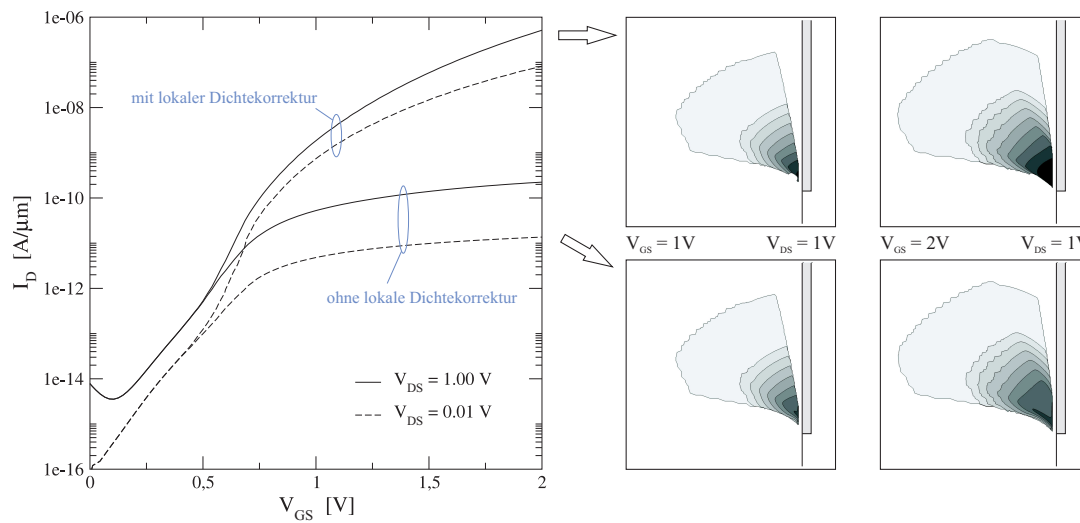 1e-06
1e-08
1e-10
1e-12
1e-14
1e-16
I_D [A/μm]
mit lokaler Dichtekorrektur
ohne lokale Dichtekorrektur
V_DS = 1.00 V
V_DS = 0.01 V
0 0,5 1 1,5 2
V_GS [V]
V_GS = 1V V_DS = 1V
V_GS = 2V V_DS = 1V